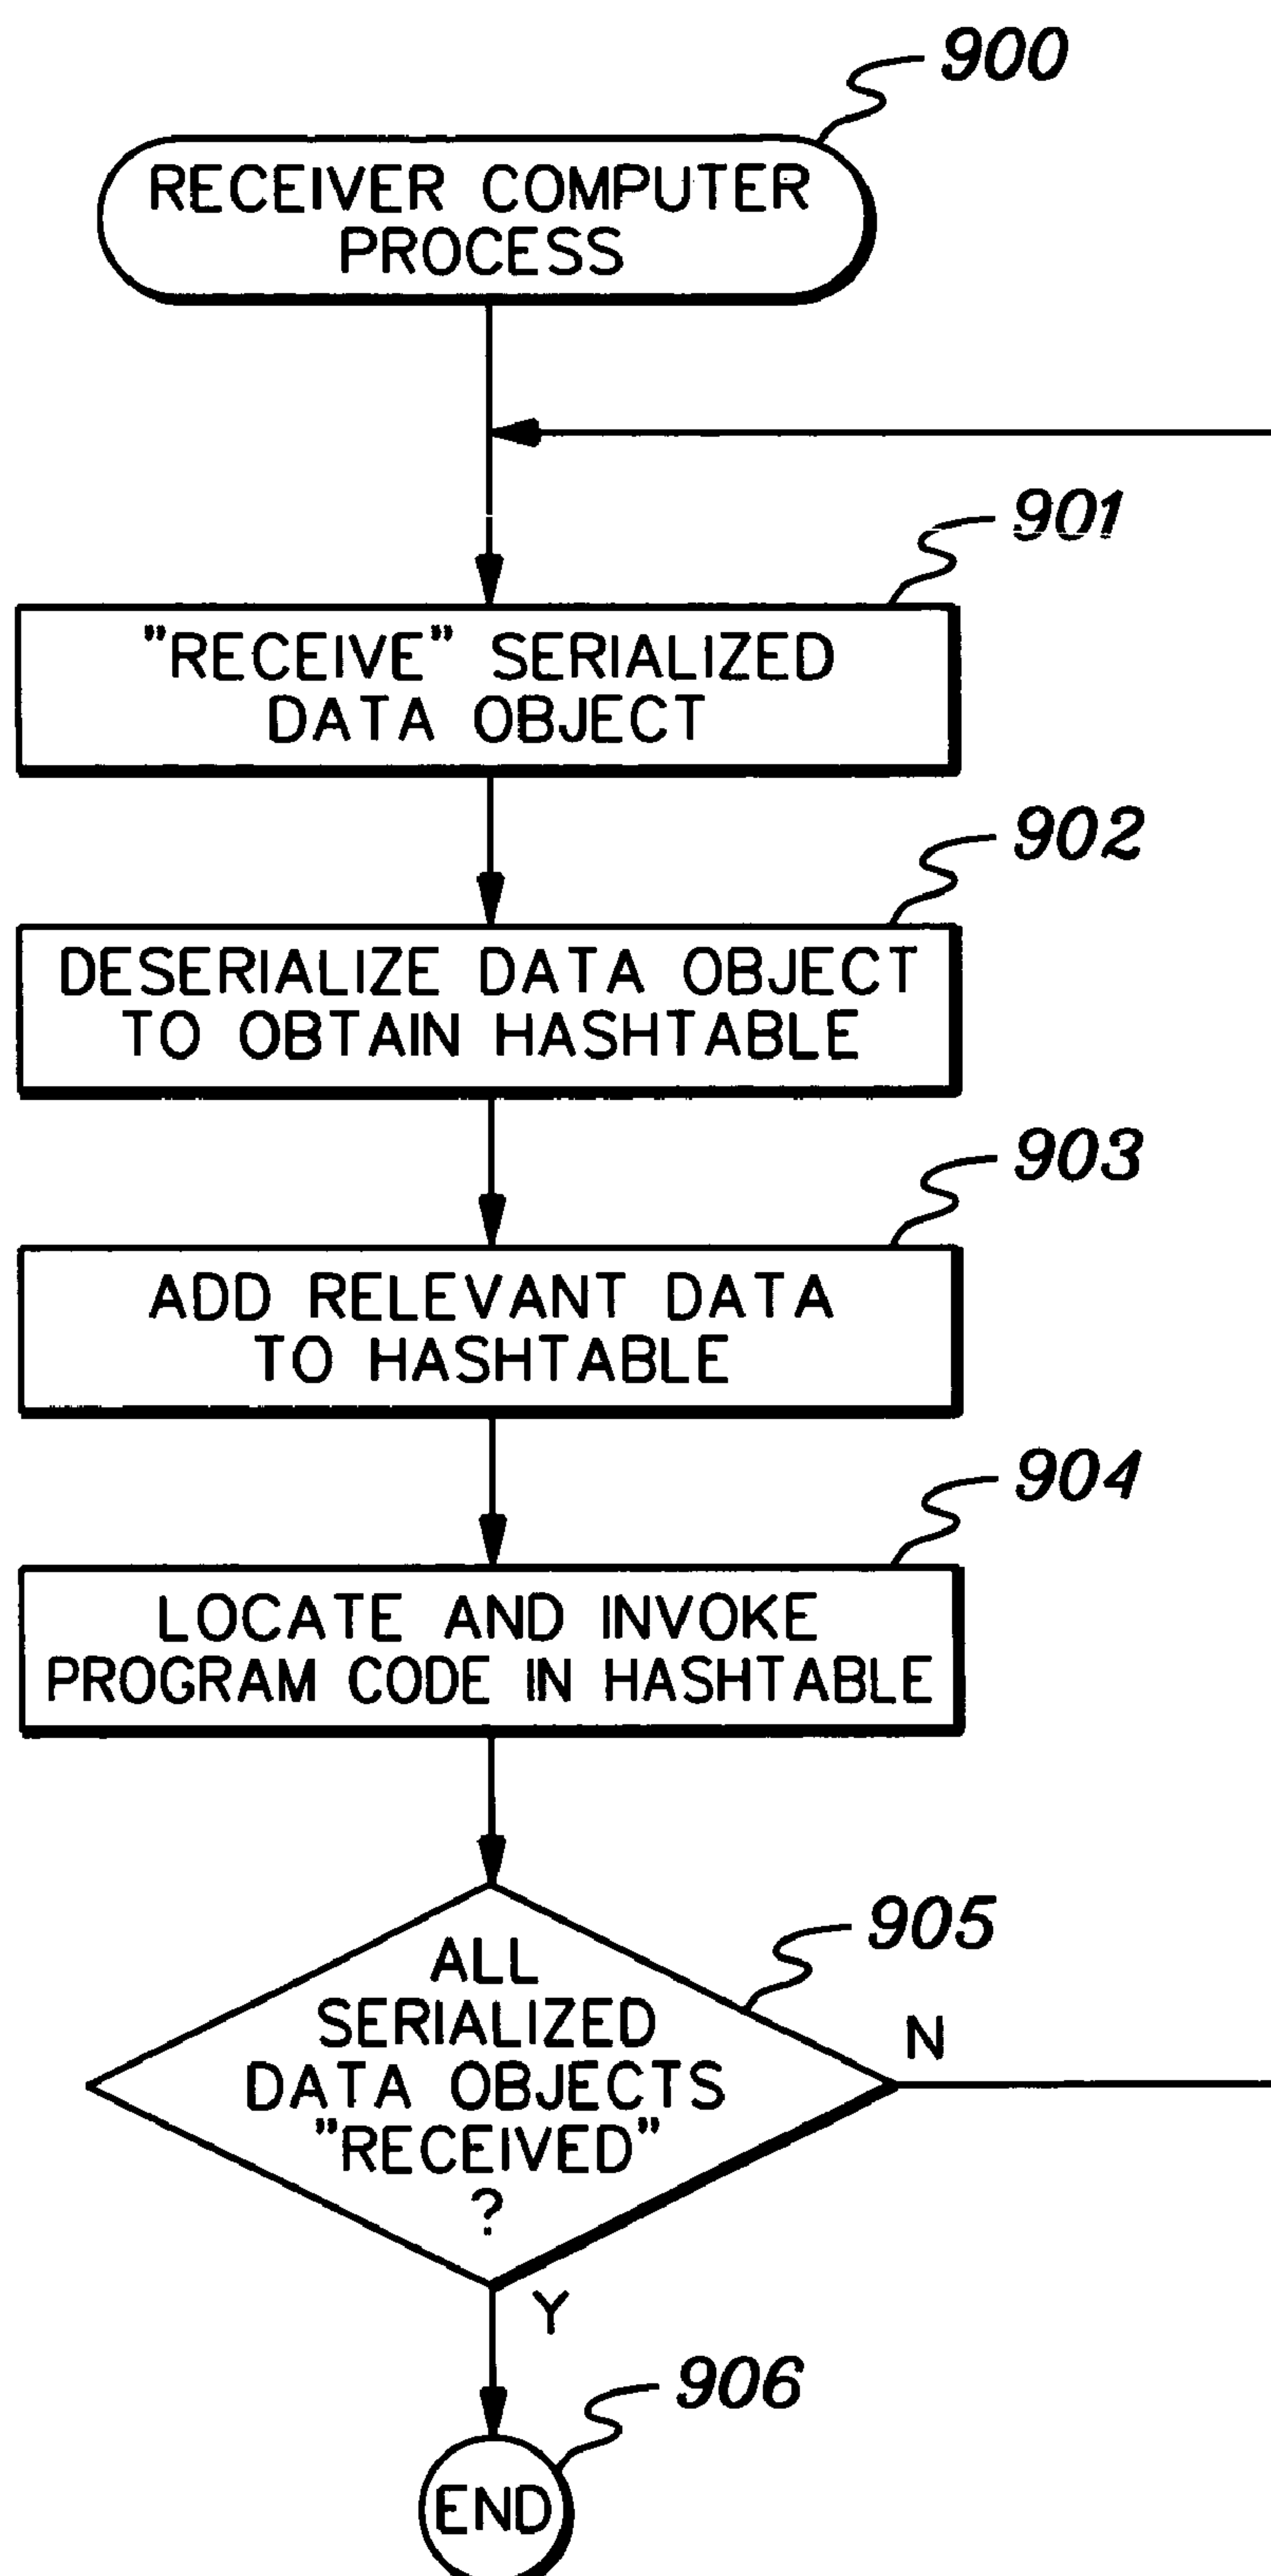 900
RECEIVER COMPUTER
PROCESS
901
"RECEIVE" SERIALIZED
DATA OBJECT
902
DESERIALIZE DATA OBJECT
TO OBTAIN HASHTABLE
903
ADD RELEVANT DATA
TO HASHTABLE
904
LOCATE AND INVOKE
PROGRAM CODE IN HASHTABLE
905
ALL
SERIALIZED
DATA OBJECTS
"RECEIVED"
?
N
Y
906
END